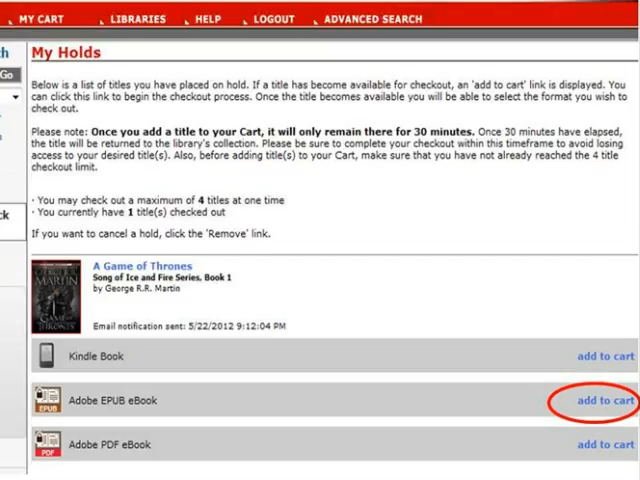 MY CART LIBRARIES HELP LOGOUT ADVANCED SEARCH
Go
My Holds
Below is a list of titles you have placed on hold. If a title has become available for checkout, an 'add to cart' link is displayed. You
can click this link to begin the checkout process. Once the title becomes available you will be able to select the format you wish to
check out.
Please note: Once you add a title to your Cart, it will only remain there for 30 minutes. Once 30 minutes have elapsed,
the title will be returned to the library's collection. Please be sure to complete your checkout within this timeframe to avoid losing
access to your desired title(s). Also, before adding title(s) to your Cart, make sure that you have not already reached the 4 title
checkout limit.
· You may check out a maximum of 4 titles at one time
· You currently have 1 title(s) checked out
If you want to cancel a hold, click the 'Remove' link.
A Game of Thrones
Song of Ice and Fire Series, Book 1
by George R.R. Martin
Email notification sent: 5/22/2012 9:12:04 PM
MARTIN
GAME OF
THRONES
Kindle Book add to cart
EPUB
Adobe EPUB eBook add to cart
PDF
Adobe PDF eBook add to cart